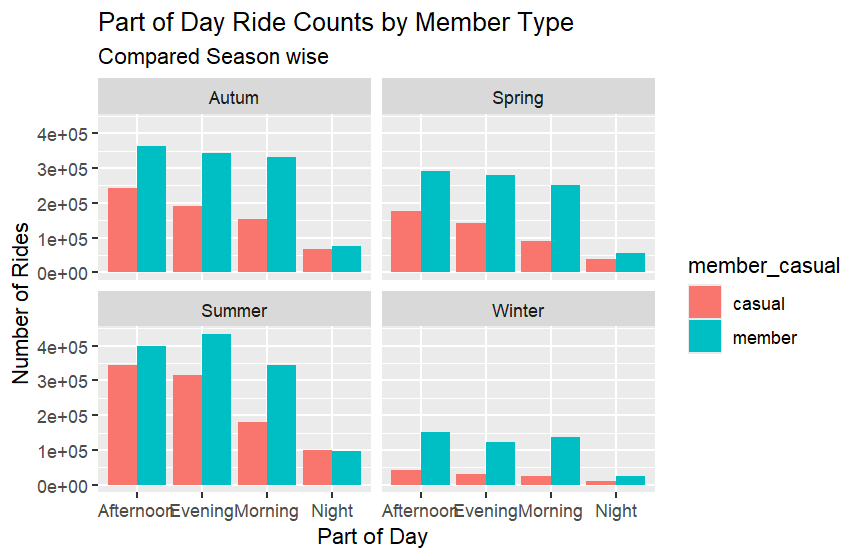 Part of Day Ride Counts by Member Type
Compared Season wise
Autum
Spring
4e+05
3e+05
2e+05
1e+05
0e+00
Summer
Winter
4e+05
3e+05
2e+05
1e+05
0e+00
Afternoon Evening Morning Night
Afternoon Evening Morning Night
Part of Day
Number of Rides
member_casual
casual
member